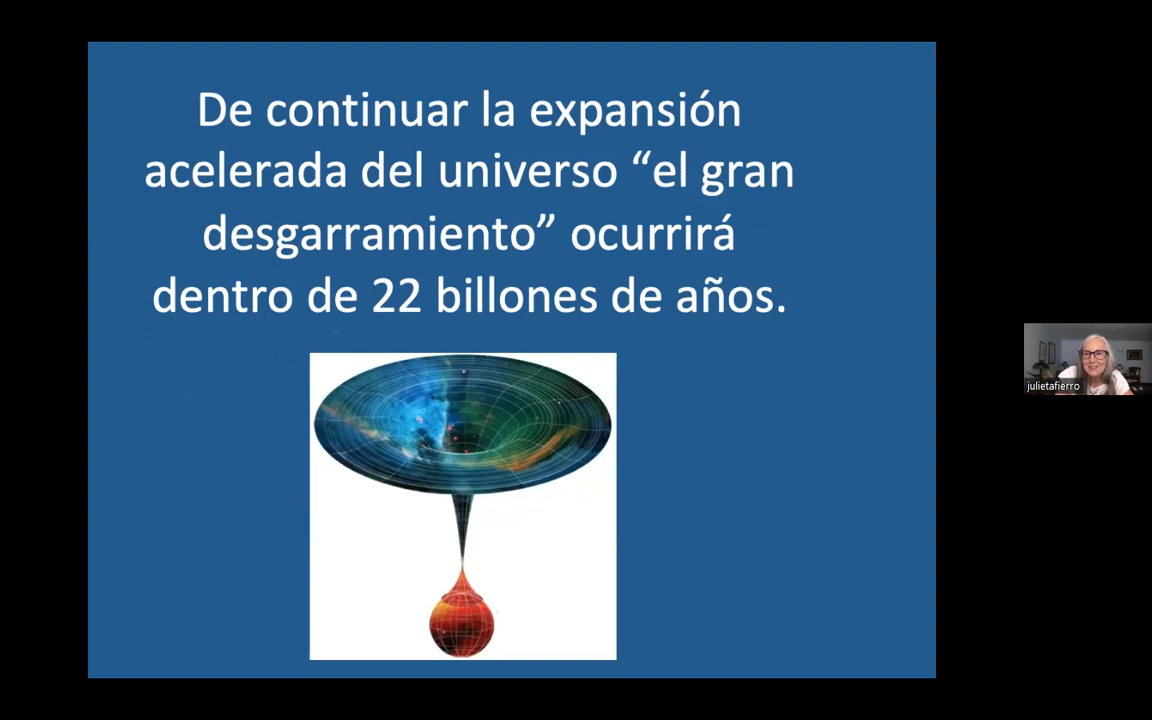 De continuar la expansión
acelerada del universo “el gran
desgarramiento” ocurrirá
dentro de 22 billones de años.
julietafierro